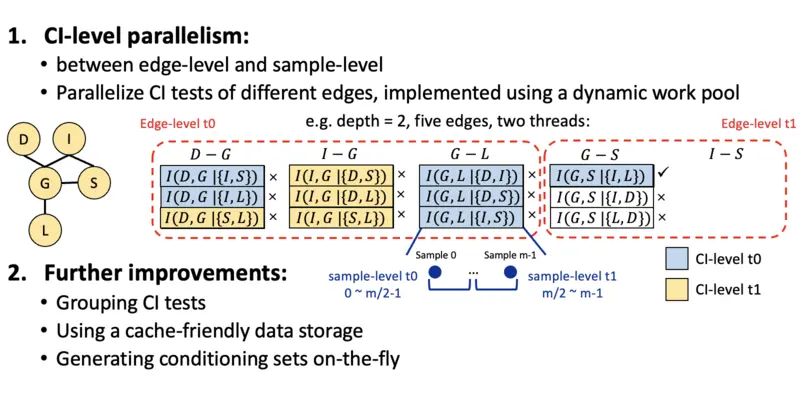 1. CI-level parallelism:
• between edge-level and sample-level
• Parallelize CI tests of different edges, implemented using a dynamic work pool
e.g. depth = 2, five edges, two threads:
Edge-level t0
Edge-level t1
D I
G S
L
D − G I − G G − L G − S I − S
I(D, G |{I, S}) × I(I, G |{D, S}) × I(G, L |{D, I}) × I(G, S |{I, L}) ✓
I(D, G |{I, L}) × I(I, G |{D, L}) × I(G, L |{D, S}) × I(G, S |{I, D}) ×
I(D, G |{S, L}) × I(I, G |{S, L}) × I(G, L |{I, S}) × I(G, S |{L, D}) ×
Sample 0 ... Sample m-1
sample-level t0
0 ~ m/2-1
sample-level t1
m/2 ~ m-1
CI-level t0
CI-level t1
2. Further improvements:
• Grouping CI tests
• Using a cache-friendly data storage
• Generating conditioning sets on-the-fly